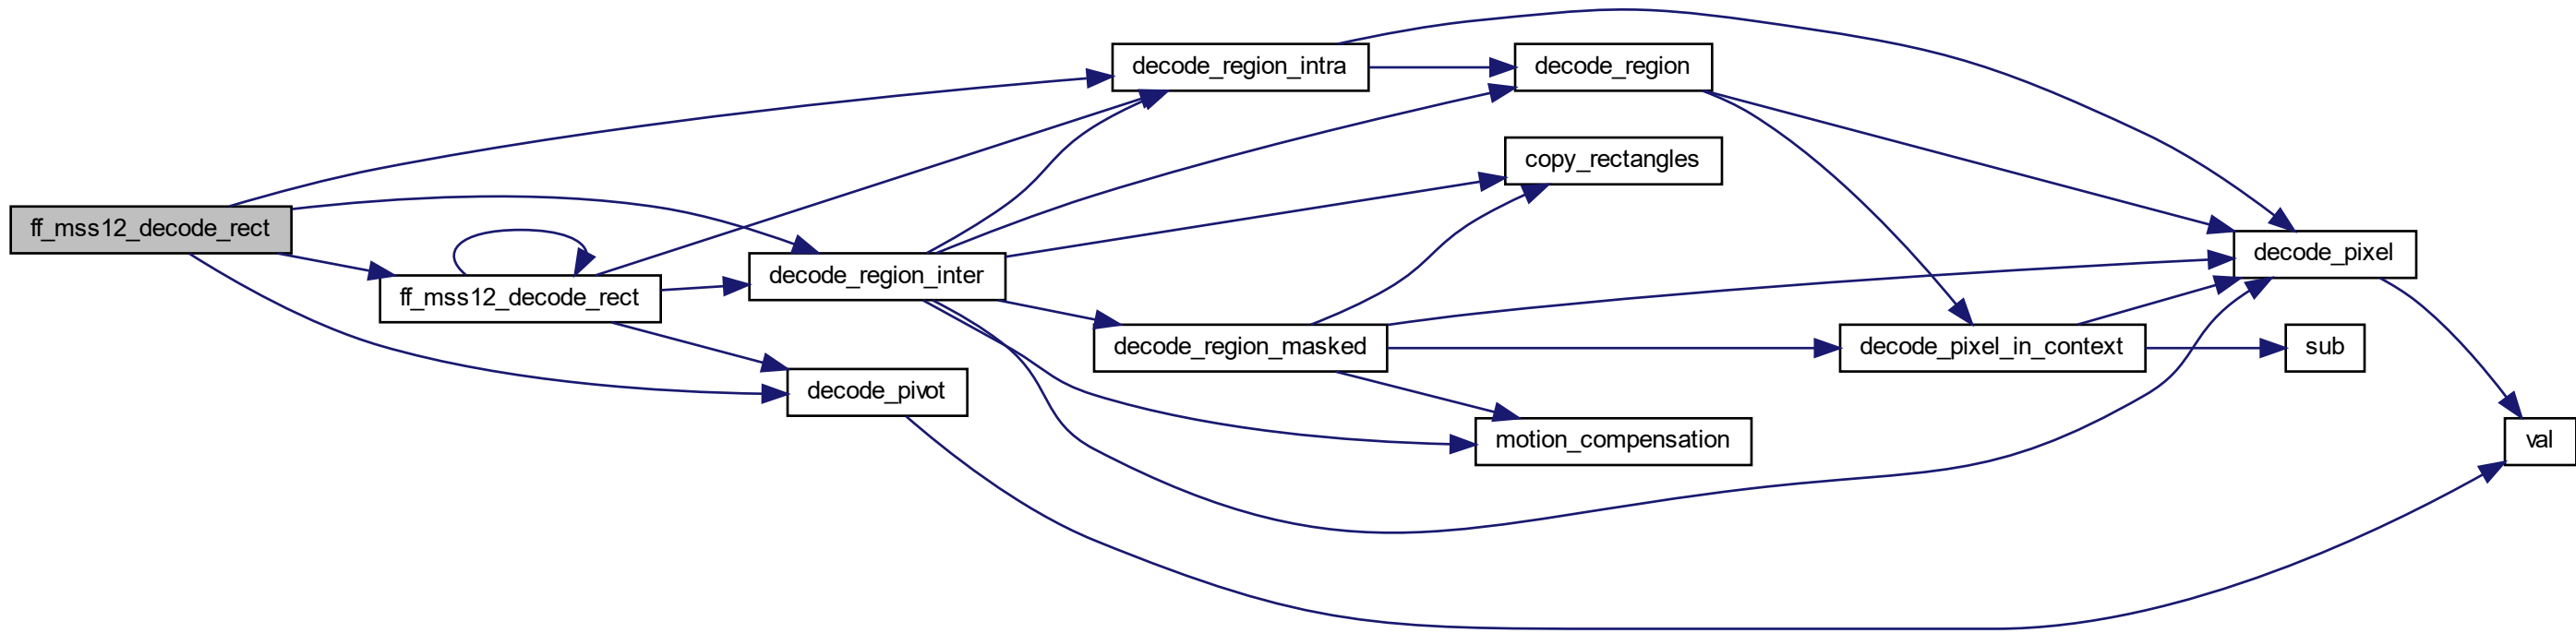 ff_mss12_decode_rect
ff_mss12_decode_rect
decode_region_inter
decode_pivot
decode_region_intra
decode_region_masked
decode_region
copy_rectangles
motion_compensation
decode_pixel_in_context
decode_pixel
sub
val